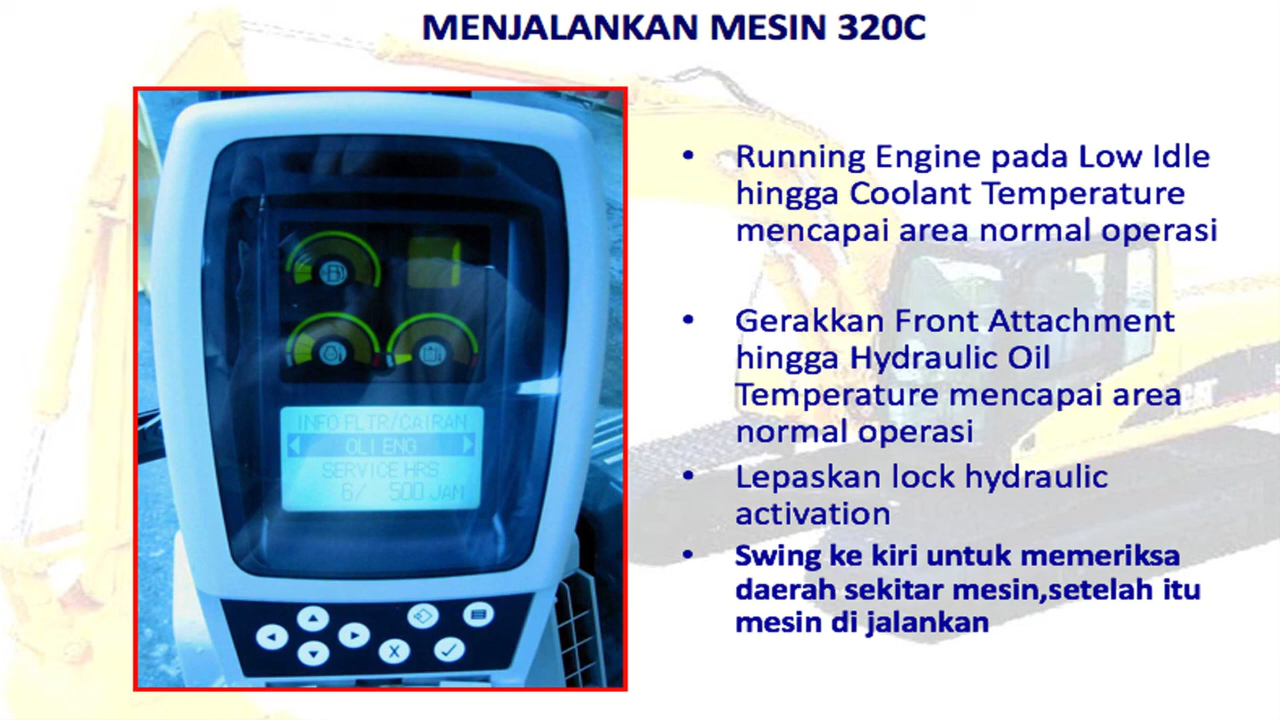 MENJALANKAN MESIN 320C
INFO FLTR/CAIRAN
OLI ENG
SERVICE HRS
6/ 500 JAM
• Running Engine pada Low Idle
hingga Coolant Temperature
mencapai area normal operasi
• Gerakkan Front Attachment
hingga Hydraulic Oil
Temperature mencapai area
normal operasi
• Lepaskan lock hydraulic
activation
• Swing ke kiri untuk memeriksa
daerah sekitar mesin,setelah itu
mesin di jalankan